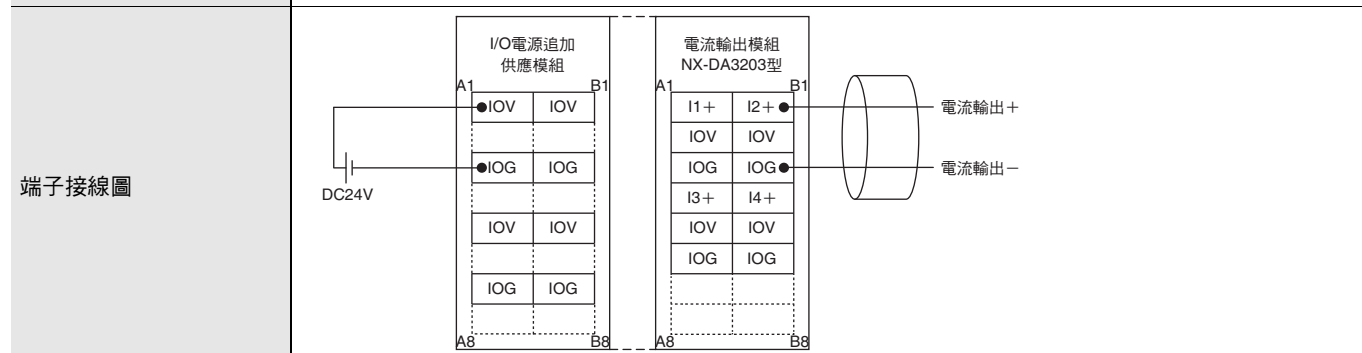 端子接線圖
I/O電源追加
供應模組
A1 B1
IOV IOV
IOG IOG
DC24V
IOV IOV
IOG IOG
A8 B8
電流輸出模組
NX-DA3203型
A1 B1
I1+ I2+
IOV IOV
IOG IOG
I3+ I4+
IOV IOV
IOG IOG
A8 B8
電流輸出+
電流輸出-